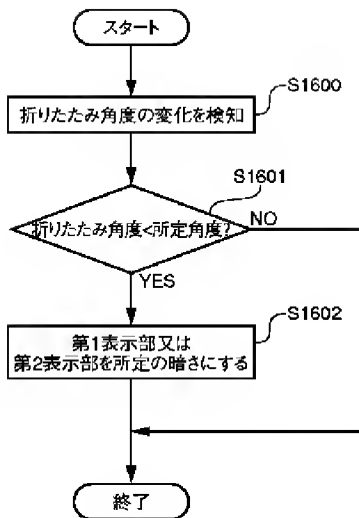 スタート
S1600
折りたたみ角度の変化を検知
S1601
折りたたみ角度<所定角度?
NO
YES
S1602
第1表示部又は
第2表示部を所定の暗さにする
終了